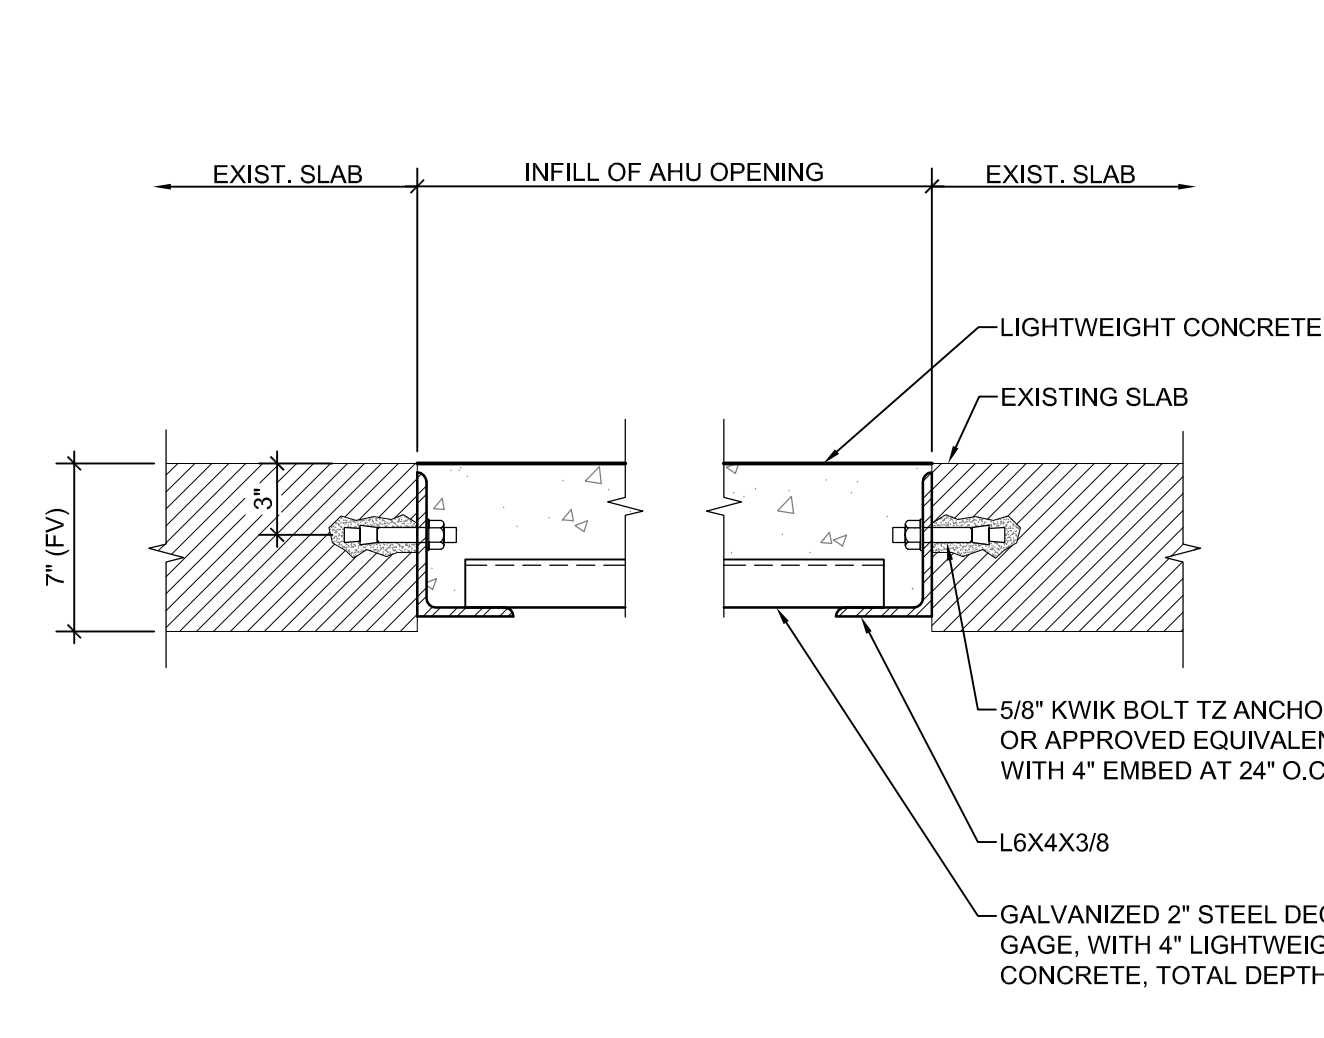 EXIST. SLAB
INFILL OF AHU OPENING
EXIST. SLAB
LIGHTWEIGHT CONCRETE
EXISTING SLAB
3"
7" (FV)
5/8" KWIK BOLT TZ ANCHO
OR APPROVED EQUIVALEN
WITH 4" EMBED AT 24" O.C
L6X4X3/8
GALVANIZED 2" STEEL DEC
GAGE, WITH 4" LIGHTWEIG
CONCRETE, TOTAL DEPTH